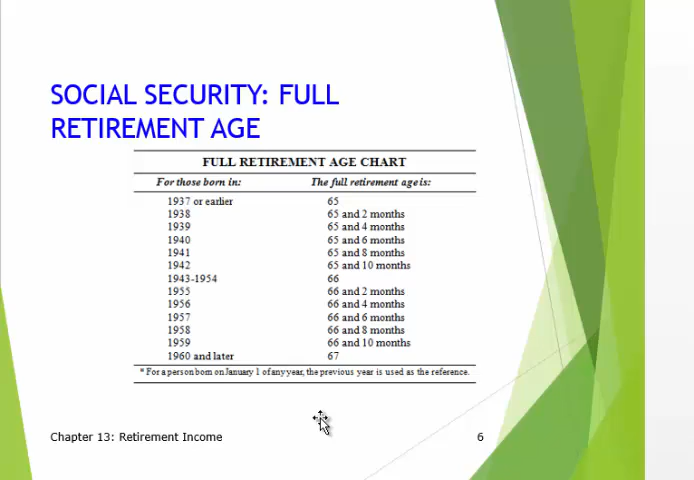 SOCIAL SECURITY: FULL
RETIREMENT AGE
FULL RETIREMENT AGE CHART
For those born in: The full retirement age is:
1937 or earlier 65
1938 65 and 2 months
1939 65 and 4 months
1940 65 and 6 months
1941 65 and 8 months
1942 65 and 10 months
1943-1954 66
1955 66 and 2 months
1956 66 and 4 months
1957 66 and 6 months
1958 66 and 8 months
1959 66 and 10 months
1960 and later 67
* For a person born on January 1 of any year, the previous year is used as the reference.
Chapter 13: Retirement Income 6